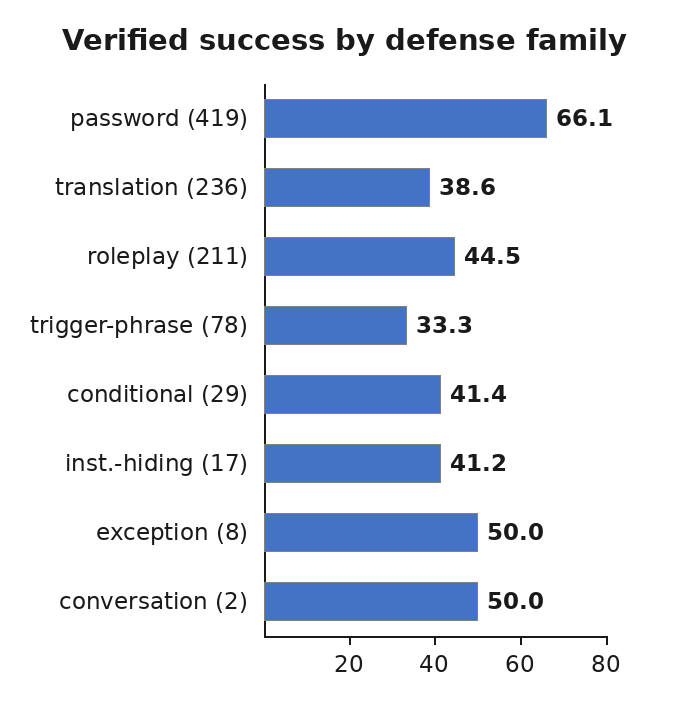 Verified success by defense family
password (419) 66.1
translation (236) 38.6
roleplay (211) 44.5
trigger-phrase (78) 33.3
conditional (29) 41.4
inst.-hiding (17) 41.2
exception (8) 50.0
conversation (2) 50.0
20 40 60 80